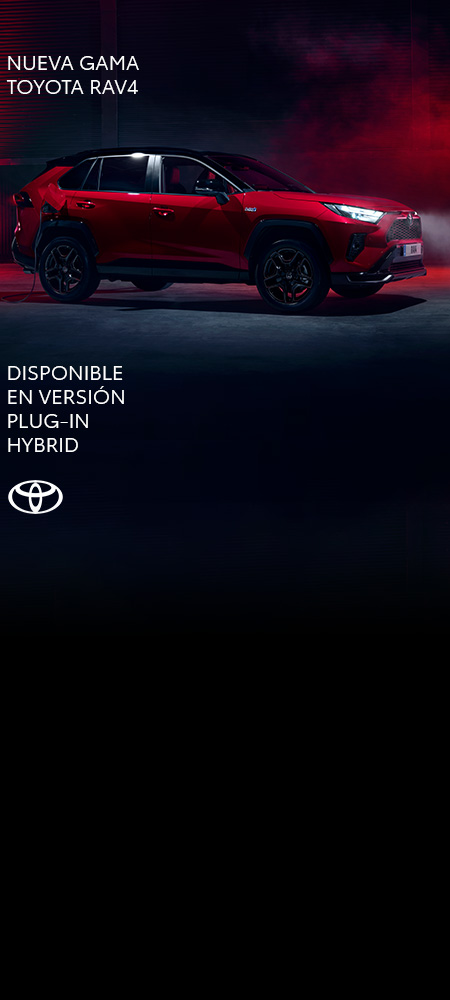 NUEVA GAMA
TOYOTA RAV4
DISPONIBLE
EN VERSIÓN
PLUG-IN
HYBRID